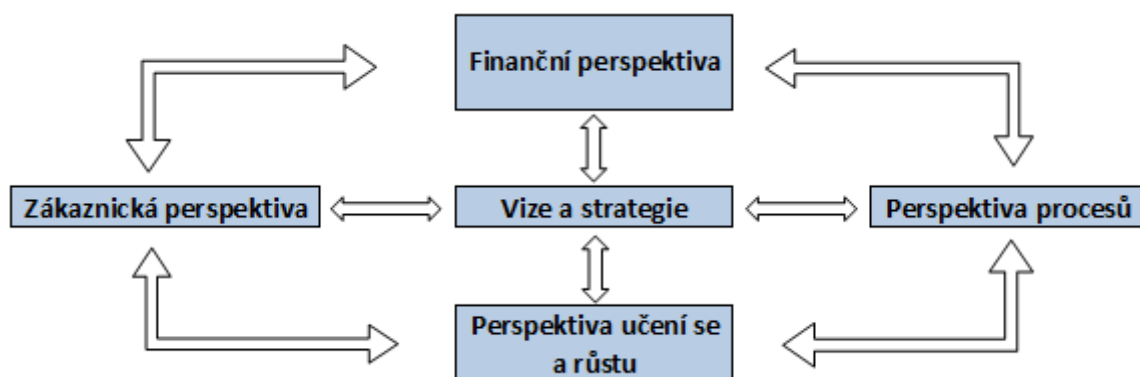 Finanční perspektiva
Zákaznická perspektiva
Vize a strategie
Perspektiva procesů
Perspektiva učení se
a růstu